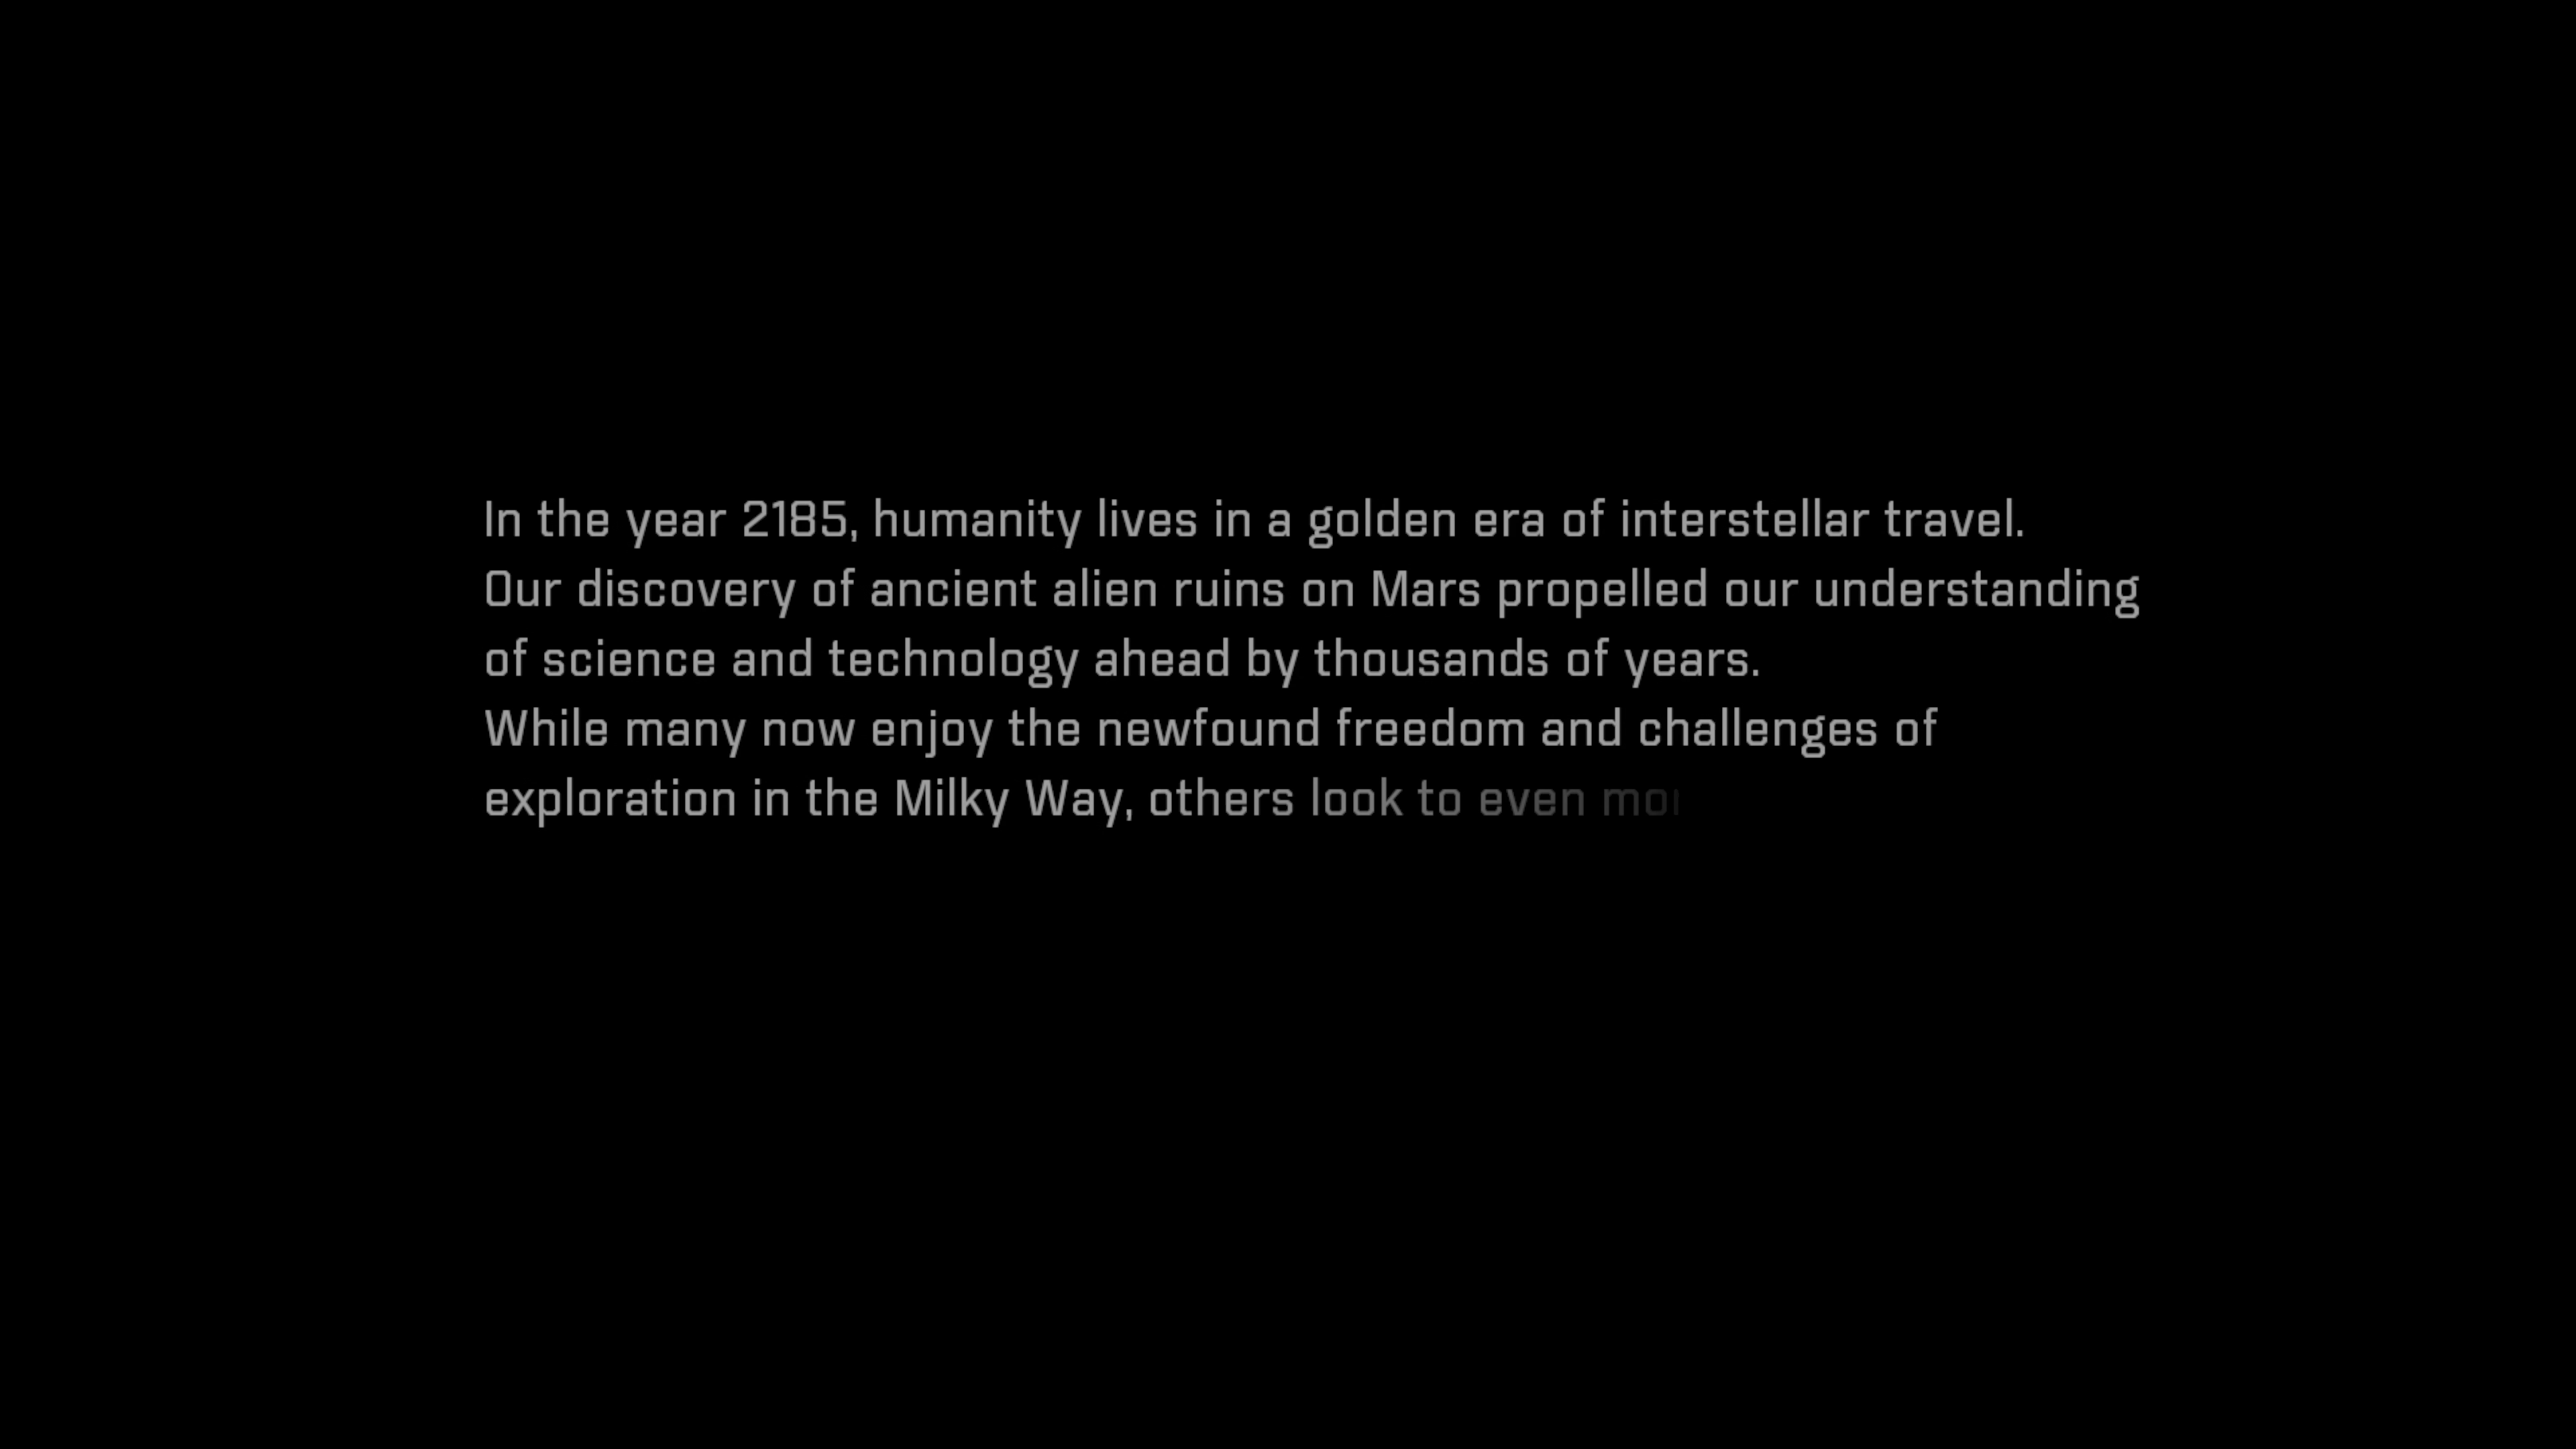 In the year 2185, humanity lives in a golden era of interstellar travel.
Our discovery of ancient alien ruins on Mars propelled our understanding
of science and technology ahead by thousands of years.
While many now enjoy the newfound freedom and challenges of
exploration in the Milky Way, others look to even